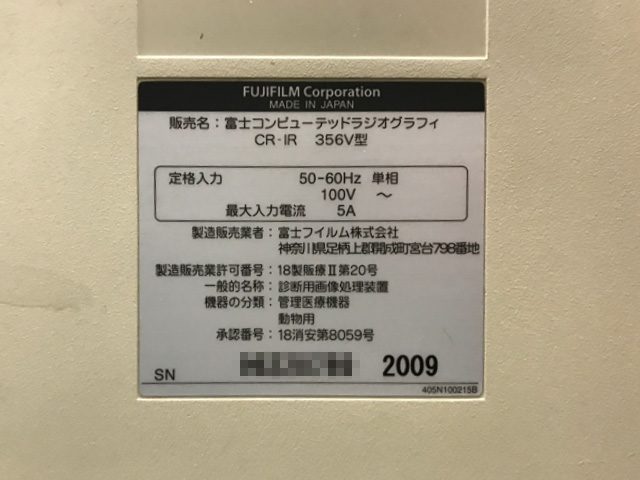 FUJIFILM Corporation
MADE IN JAPAN
販売名：富士コンピューテッドラジオグラフィ
CR-IR 356V型
定格入力 50-60Hz 単相
100V ～
最大入力電流 5A
製造販売業者：富士フイルム株式会社
神奈川県足柄上郡開成町宮台798番地
製造販売業許可番号：18製販療Ⅱ第20号
一般的名称：診断用画像処理装置
機器の分類：管理医療機器
動物用
承認番号：18消安第8059号
SN 2009
405N100215B